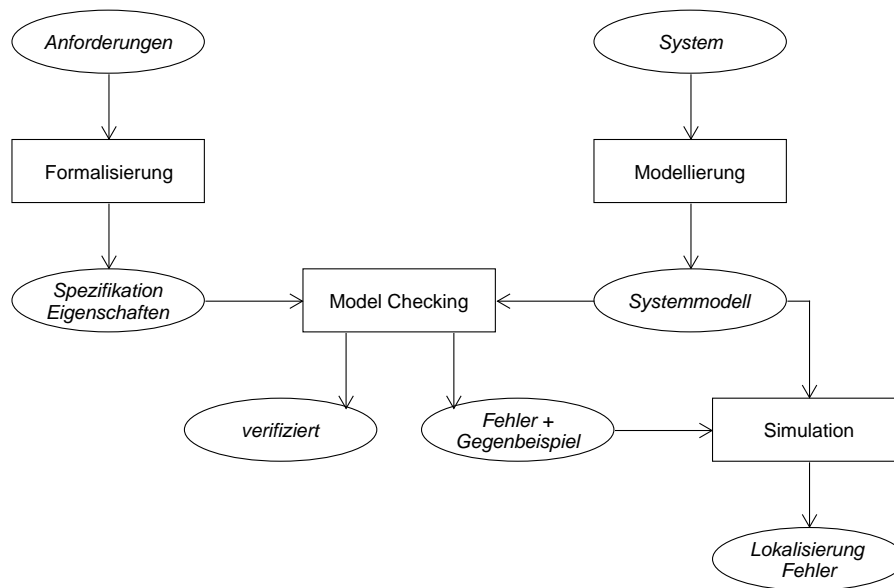 Anforderungen
System
Formalisierung
Modellierung
Spezifikation
Eigenschaften
Model Checking
Systemmodell
verifiziert
Fehler +
Gegenbeispiel
Simulation
Lokalisierung
Fehler